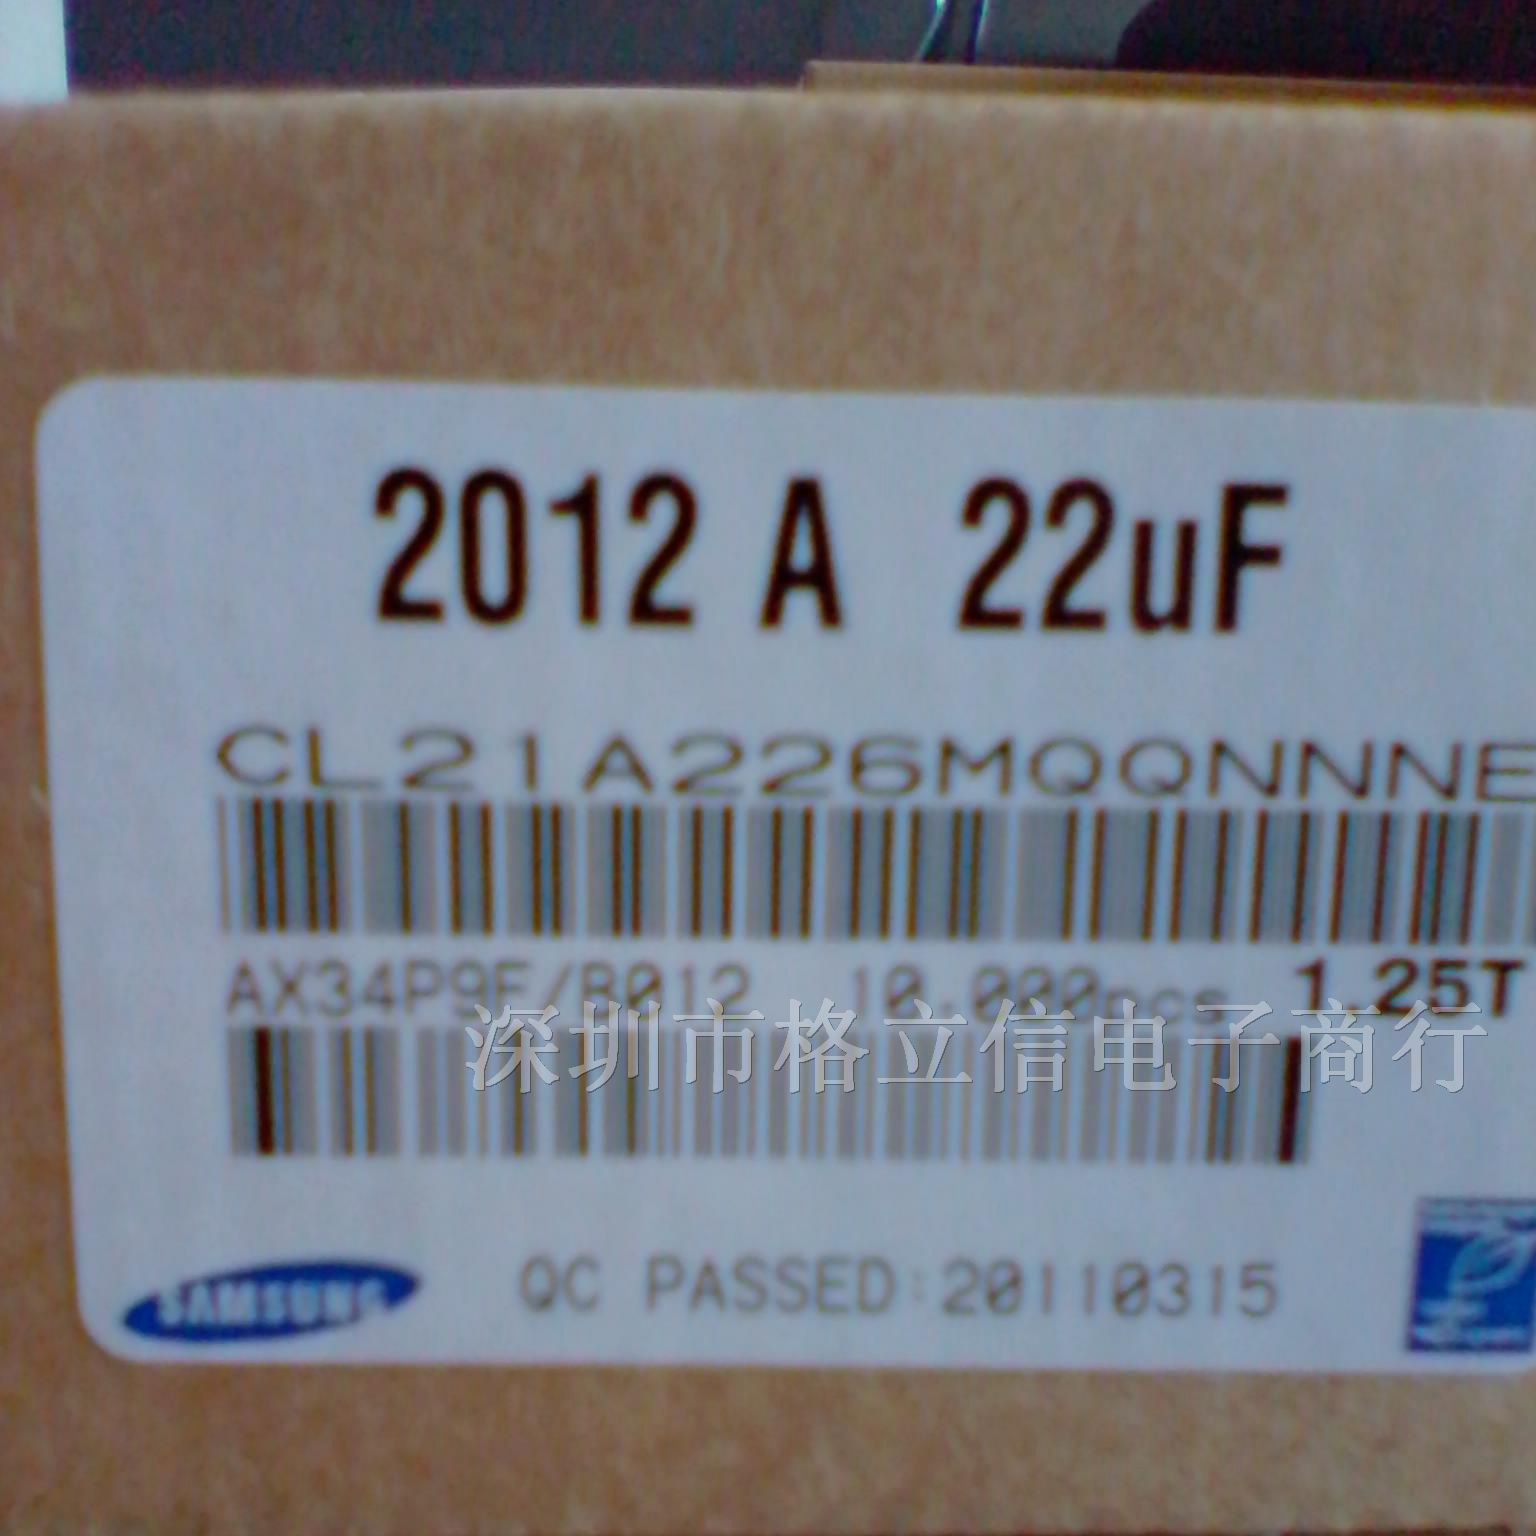 2012 A 22uF
CL21A226MQQNNNE
AX34P9F/B012 10,000pcs 1.25T
深圳市格立信电子商行
SAMSUNG QC PASSED:20110315